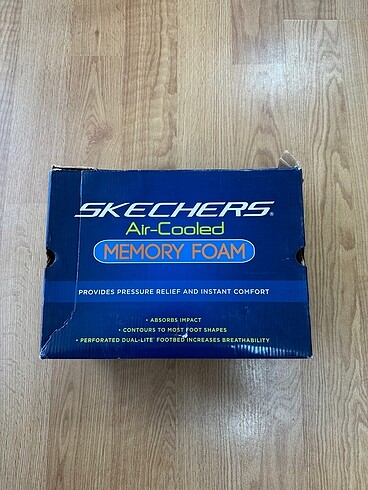 SKECHERS®
Air-Cooled
MEMORY FOAM
PROVIDES PRESSURE RELIEF AND INSTANT COMFORT
• ABSORBS IMPACT
• CONTOURS TO MOST FOOT SHAPES
• PERFORATED DUAL-LITE™ FOOTBED INCREASES BREATHABILITY